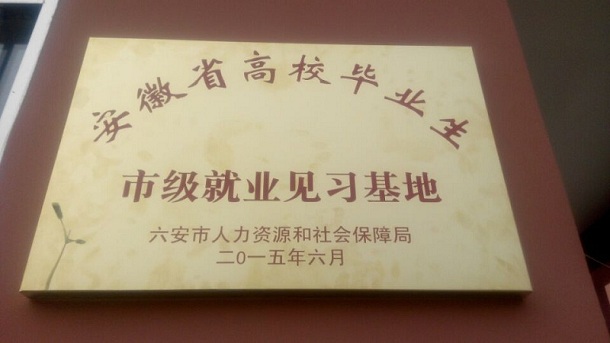 安徽省高校毕业生
市级就业见习基地
六安市人力资源和社会保障局
二0一五年六月